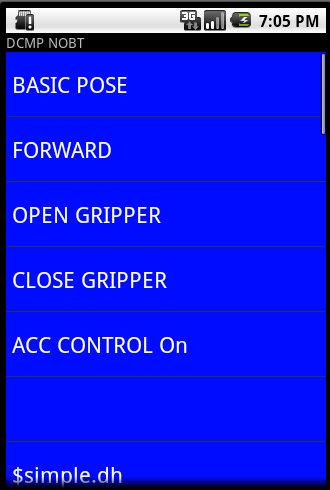 3G 7:05 PM
DCMP NOBT
BASIC POSE
FORWARD
OPEN GRIPPER
CLOSE GRIPPER
ACC CONTROL On
$simple.dh